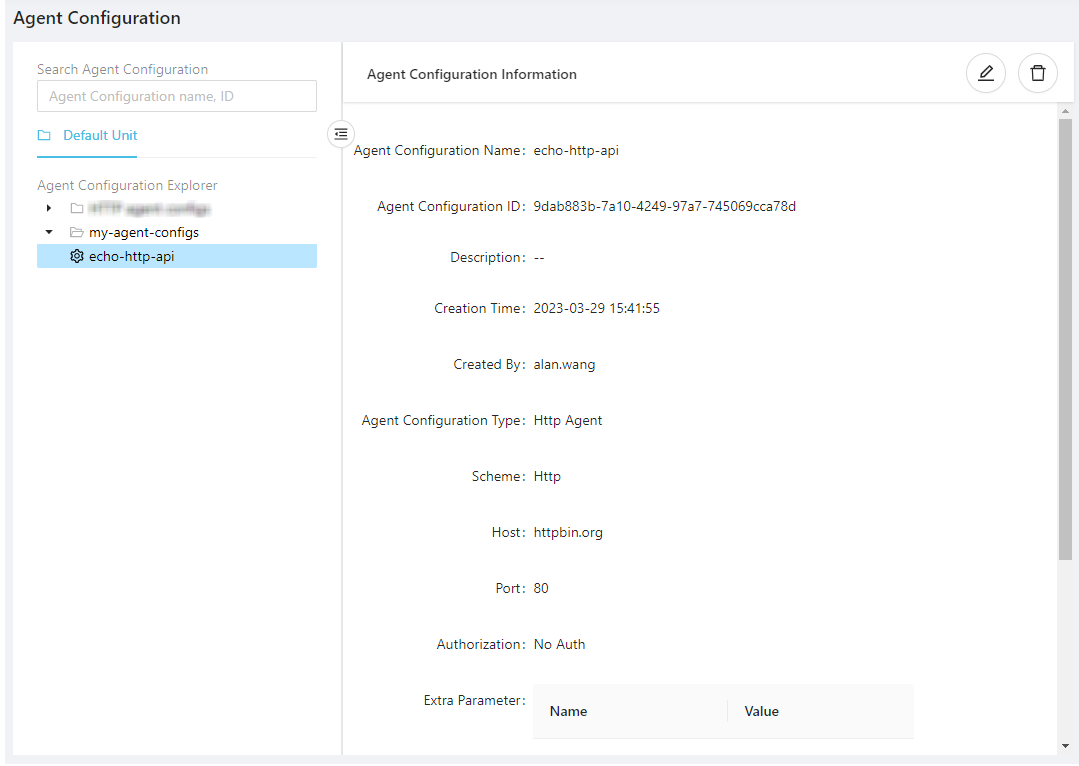 Agent Configuration
Search Agent Configuration
Agent Configuration name, ID
Default Unit
Agent Configuration Explorer
my-agent-configs
echo-http-api
Agent Configuration Information
Agent Configuration Name: echo-http-api
Agent Configuration ID: 9dab883b-7a10-4249-97a7-745069cca78d
Description: --
Creation Time: 2023-03-29 15:41:55
Created By: alan.wang
Agent Configuration Type: Http Agent
Scheme: Http
Host: httpbin.org
Port: 80
Authorization: No Auth
Extra Parameter:
Name Value